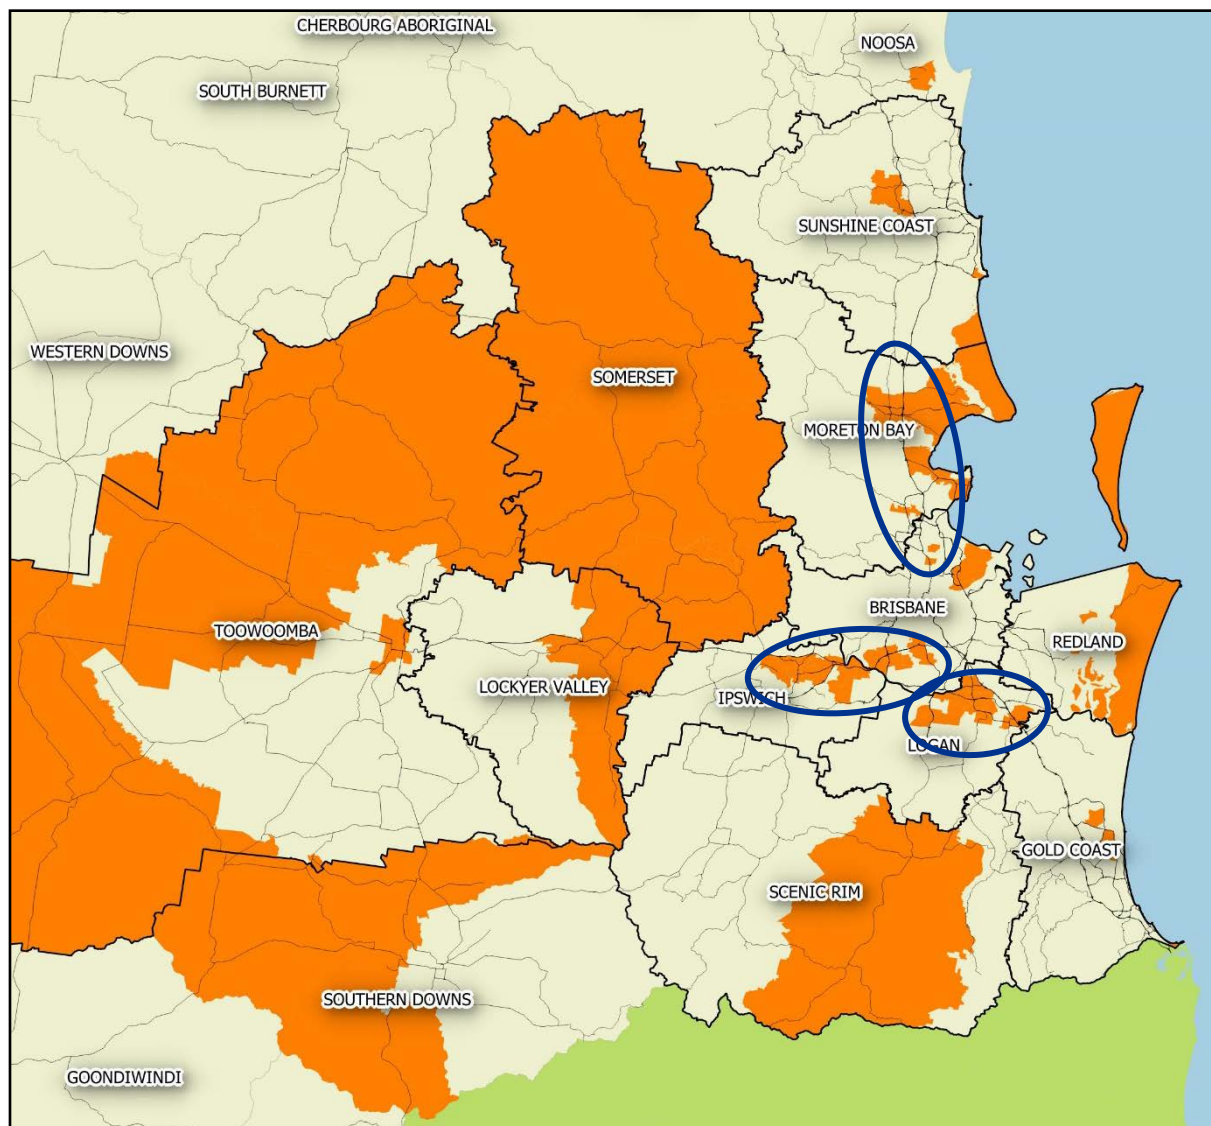 CHERBOURG ABORIGINAL
NOOSA
SOUTH BURNETT
SUNSHINE COAST
WESTERN DOWNS
SOMERSET
MORETON BAY
BRISBANE
TOOWOOMBA
REDLAND
LOCKYER VALLEY
IPSWICH
LOGAN
GOLD COAST
SCENIC RIM
SOUTHERN DOWNS
GOONDIWINDI